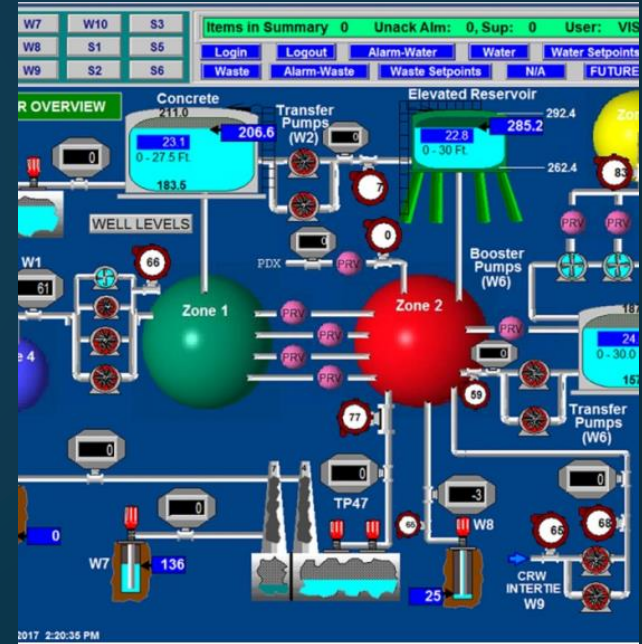 W7 W10 S3
W8 S1 S5
W9 S2 S6
Items in Summary 0 Unack Alm: 0, Sup: 0 User: VIS
Login Logout Alarm-Water Water Water Setpoints
Waste Alarm-Waste Waste Setpoints N/A FUTURE
R OVERVIEW
Concrete
211.0
206.6
23.1
0 - 27.5 Ft.
183.5
0
Transfer
Pumps
(W2)
0
7
Elevated Reservoir
292.4
285.2
22.8
0 - 30 Ft.
262.4
Zon
83
PRV PRV
WELL LEVELS
W1
61
66
PDX
0
PRV
0
Booster
Pumps
(W6)
Zone 1
Zone 2
PRV
PRV
PRV
PRV
PRV
187
24
0 - 30.0
157
e 4
0
59
Transfer
Pumps
(W6)
77
0
7 4
0
TP47
0
-3
0
65
W8
65
68
0
W7
136
25
CRW
INTERTIE
W9
2017 2:20:35 PM